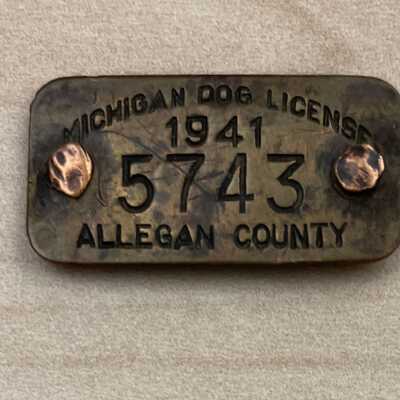 MICHIGAN DOG LICENSE
1941
5743
ALLEGAN COUNTY